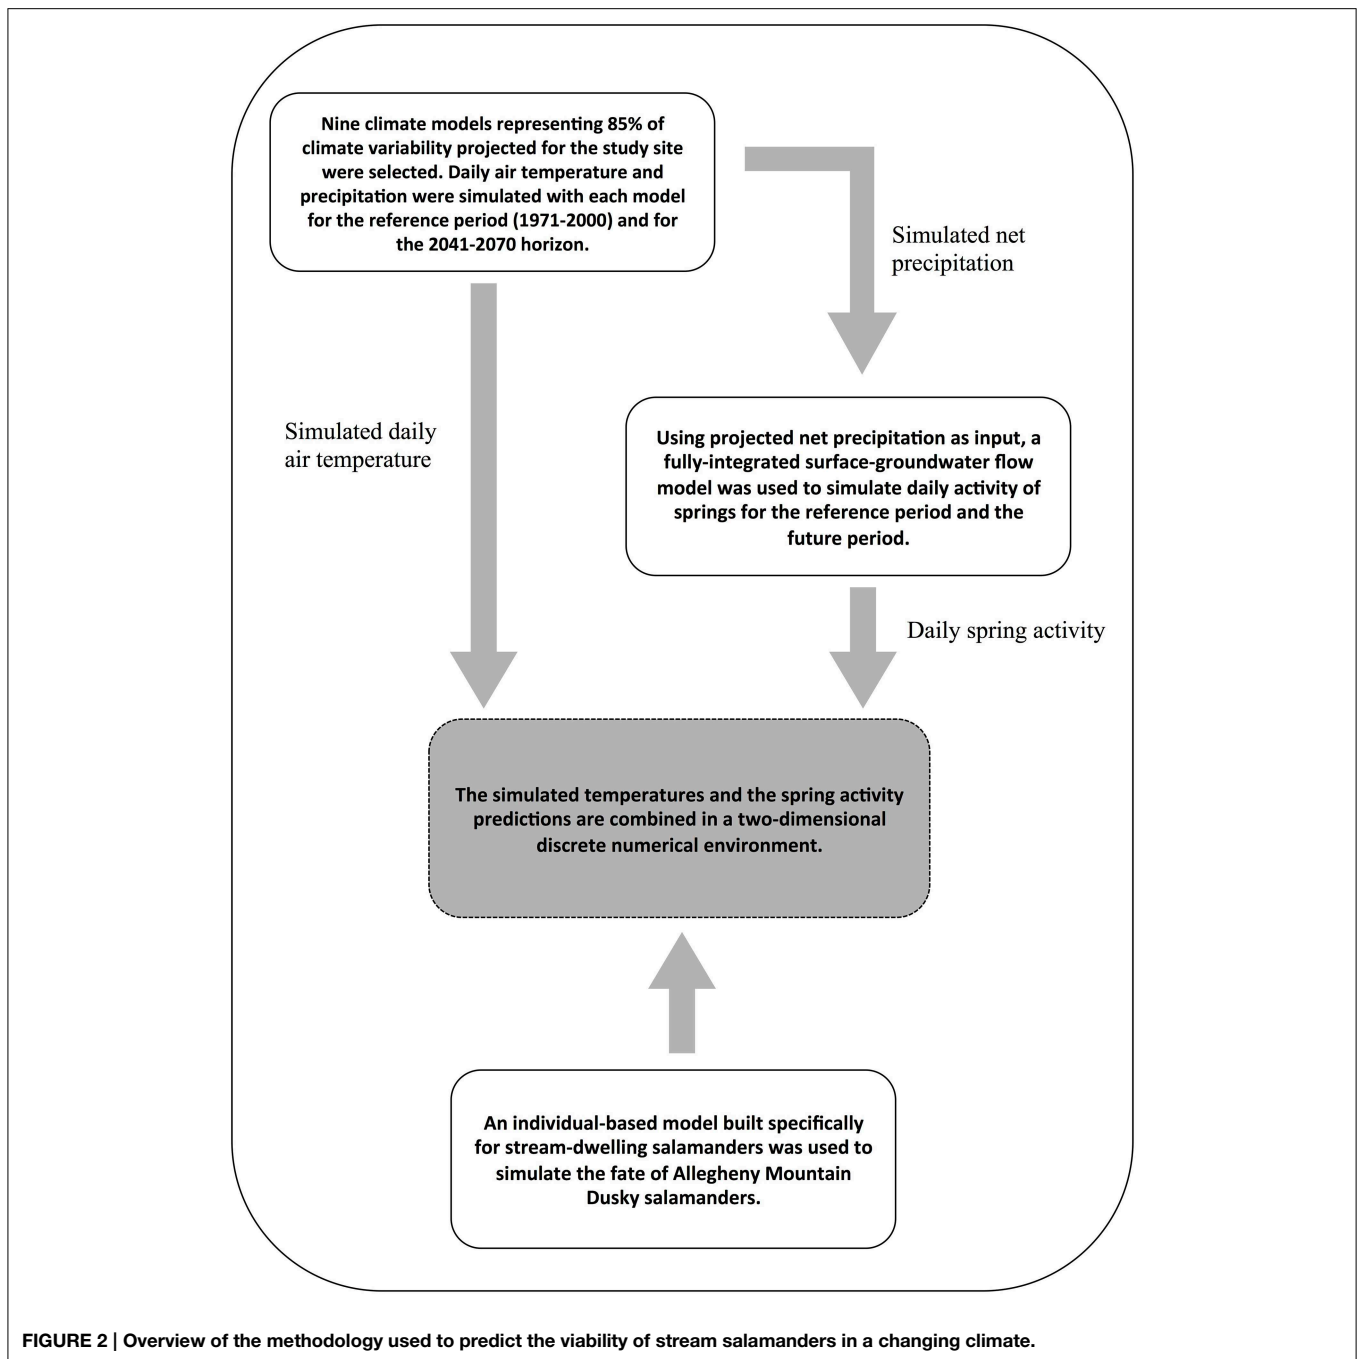 Nine climate models representing 85% of
climate variability projected for the study site
were selected. Daily air temperature and
precipitation were simulated with each model
for the reference period (1971-2000) and for
the 2041-2070 horizon.
Simulated net
precipitation
Simulated daily
air temperature
Using projected net precipitation as input, a
fully-integrated surface-groundwater flow
model was used to simulate daily activity of
springs for the reference period and the
future period.
Daily spring activity
The simulated temperatures and the spring activity
predictions are combined in a two-dimensional
discrete numerical environment.
An individual-based model built specifically
for stream-dwelling salamanders was used to
simulate the fate of Allegheny Mountain
Dusky salamanders.
FIGURE 2 | Overview of the methodology used to predict the viability of stream salamanders in a changing climate.